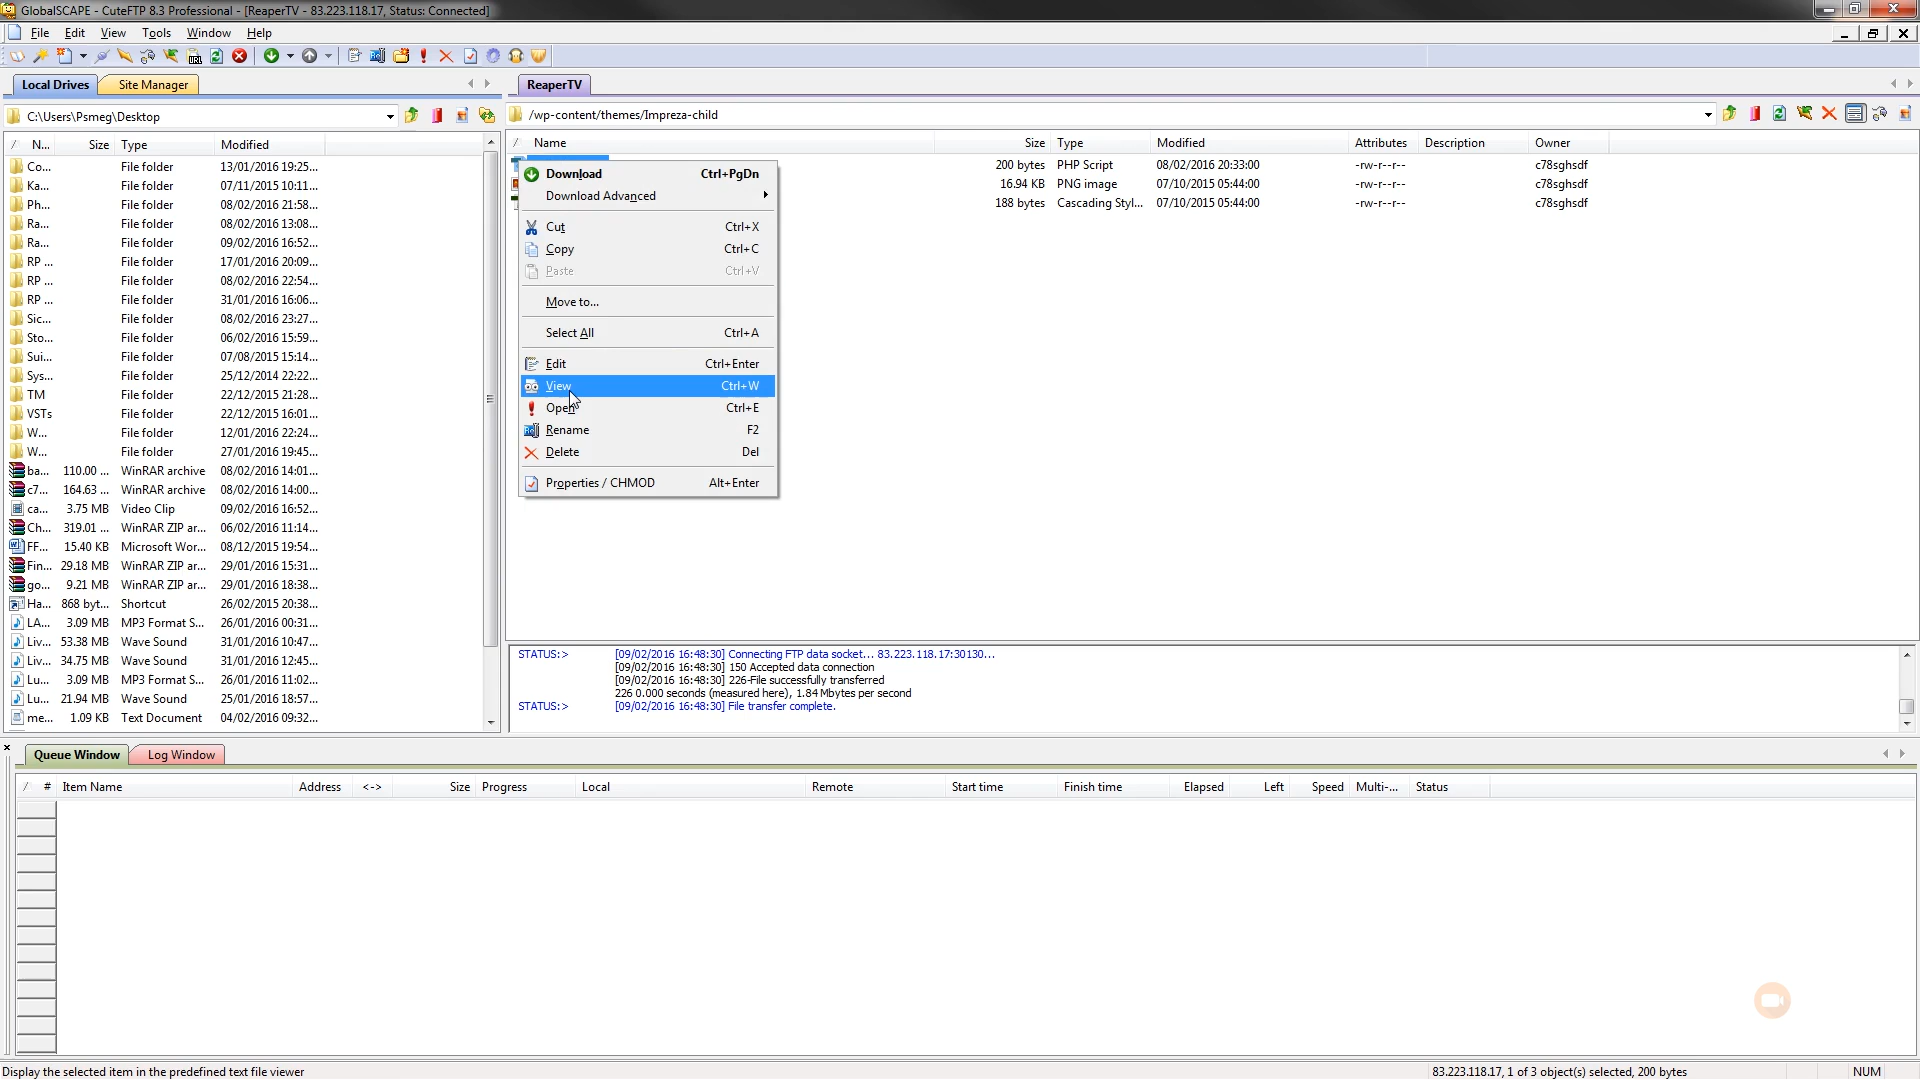 GlobalSCAPE - CuteFTP 8.3 Professional - [ReaperTV - 83.223.118.17, Status: Connected]
File Edit View Tools Window Help
Local Drives Site Manager
ReaperTV
C:\Users\Psmeg\Desktop
/wp-content/themes/Impreza-child
N... Size Type Modified
Name Size Type Modified Attributes Description Owner
Co... File folder 13/01/2016 19:25...
Ka... File folder 07/11/2015 10:11...
Ph... File folder 08/02/2016 21:58...
Ra... File folder 08/02/2016 13:08...
Ra... File folder 09/02/2016 16:52...
RP ... File folder 17/01/2016 20:09...
RP ... File folder 08/02/2016 22:54...
RP ... File folder 31/01/2016 16:06...
Sic... File folder 08/02/2016 23:27...
Sto... File folder 06/02/2016 15:59...
Sui... File folder 07/08/2015 15:14...
Sys... File folder 25/12/2014 22:22...
TM File folder 22/12/2015 21:28...
VSTs File folder 22/12/2015 16:01...
W... File folder 12/01/2016 22:24...
W... File folder 27/01/2016 19:45...
ba... 110.00 ... WinRAR archive 08/02/2016 14:01...
c7... 164.63 ... WinRAR archive 08/02/2016 14:00...
ca... 3.75 MB Video Clip 09/02/2016 16:52...
Ch... 319.01 ... WinRAR ZIP ar... 06/02/2016 11:14...
FF... 15.40 KB Microsoft Wor... 08/12/2015 19:54...
Fin... 29.18 MB WinRAR ZIP ar... 29/01/2016 15:31...
go... 9.21 MB WinRAR ZIP ar... 29/01/2016 18:38...
Ha... 868 byt... Shortcut 26/02/2015 20:38...
LA... 3.09 MB MP3 Format S... 26/01/2016 00:31...
Liv... 53.38 MB Wave Sound 31/01/2016 10:47...
Liv... 34.75 MB Wave Sound 31/01/2016 12:45...
Lu... 3.09 MB MP3 Format S... 26/01/2016 11:02...
Lu... 21.94 MB Wave Sound 25/01/2016 18:57...
me... 1.09 KB Text Document 04/02/2016 09:32...
200 bytes PHP Script 08/02/2016 20:33:00 -rw-r--r-- c78sghsdf
16.94 KB PNG image 07/10/2015 05:44:00 -rw-r--r-- c78sghsdf
188 bytes Cascading Styl... 07/10/2015 05:44:00 -rw-r--r-- c78sghsdf
Download Ctrl+PgDn
Download Advanced
Cut Ctrl+X
Copy Ctrl+C
Paste Ctrl+V
Move to...
Select All Ctrl+A
Edit Ctrl+Enter
View Ctrl+W
Open Ctrl+E
Rename F2
Delete Del
Properties / CHMOD Alt+Enter
STATUS:> [09/02/2016 16:48:30] Connecting FTP data socket... 83.223.118.17:30130...
[09/02/2016 16:48:30] 150 Accepted data connection
[09/02/2016 16:48:30] 226-File successfully transferred
226 0.000 seconds (measured here), 1.84 Mbytes per second
STATUS:> [09/02/2016 16:48:30] File transfer complete.
Queue Window Log Window
# Item Name Address <-> Size Progress Local Remote Start time Finish time Elapsed Left Speed Multi-... Status
Display the selected item in the predefined text file viewer
83.223.118.17, 1 of 3 object(s) selected, 200 bytes
NUM